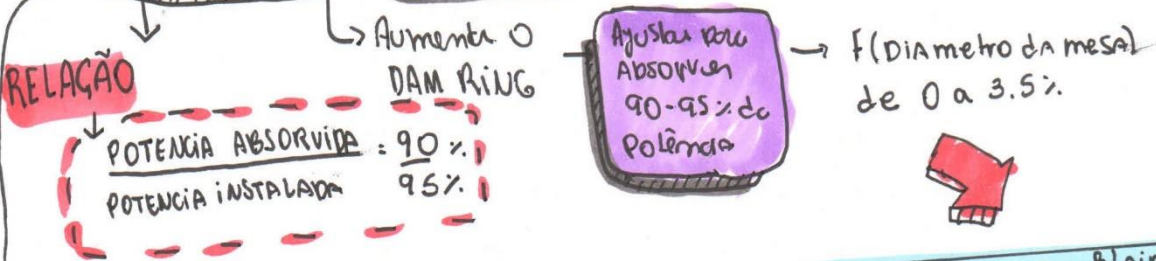 RELAÇÃO
POTENCIA ABSORVIDA = 90 %
POTENCIA INSTALADA 95%
Aumenta O
DAM RING
Ajustar para
Absorver
90-95% da
Potência
F(Diametro da mesa)
de 0 a 3.5%
Blain